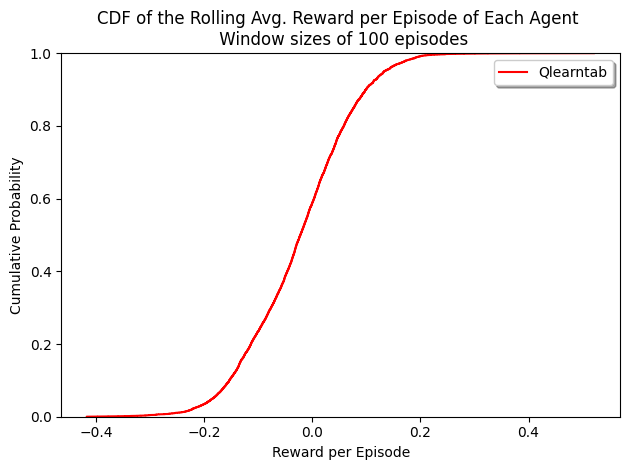 CDF of the Rolling Avg. Reward per Episode of Each Agent
Window sizes of 100 episodes
Qlearntab
Cumulative Probability
1.0
0.8
0.6
0.4
0.2
0.0
−0.4 −0.2 0.0 0.2 0.4
Reward per Episode